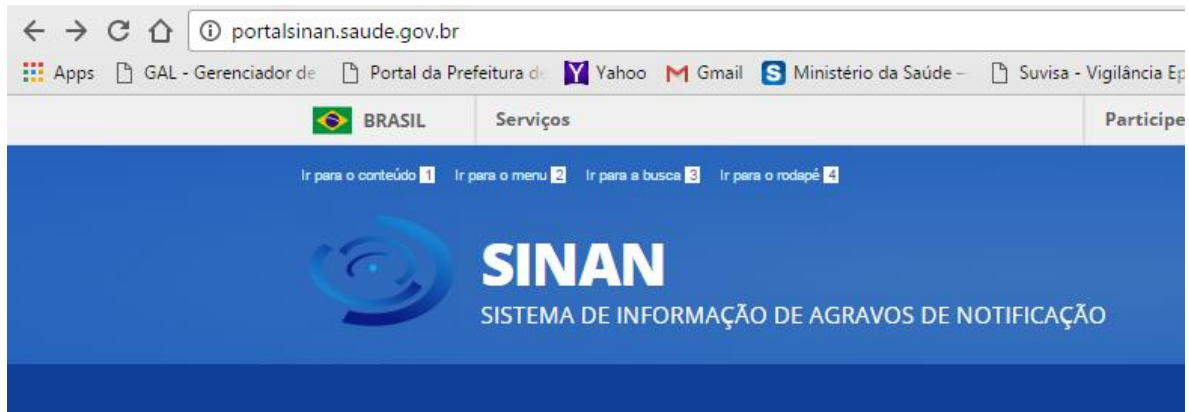 portalsinan.saude.gov.br
Apps GAL - Gerenciador de Portal da Prefeitura d Yahoo Gmail S Ministério da Saúde – Suvisa - Vigilância Ep
BRASIL Serviços Participe
Ir para o conteúdo 1 Ir para o menu 2 Ir para a busca 3 Ir para o rodapé 4
SINAN
SISTEMA DE INFORMAÇÃO DE AGRAVOS DE NOTIFICAÇÃO